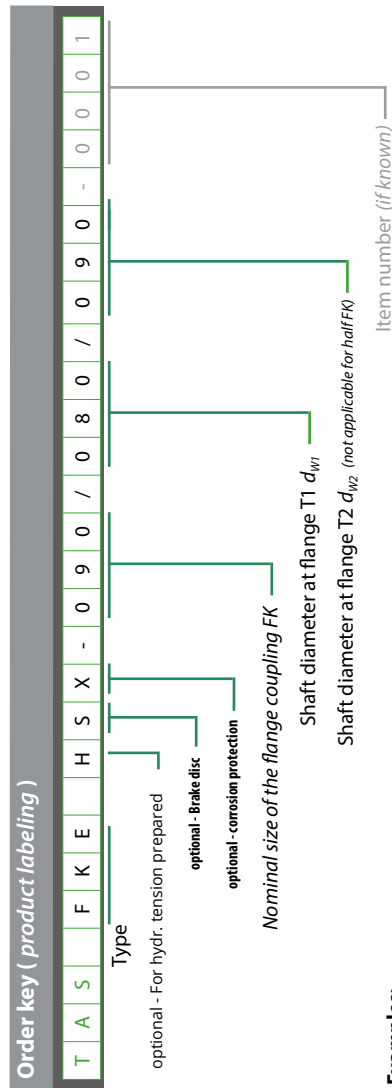 Order key ( product labeling )
T A S F K E H S X - 0 9 0 / 0 8 0 / 0 9 0 - 0 0 0 1
Type
optional - For hydr. tension prepared
optional - Brake disc
optional - corrosion protection
Nominal size of the flange coupling FK
Shaft diameter at flange T1 dW1
Shaft diameter at flange T2 dW2 (not applicable for half FK)
Item number (if known)